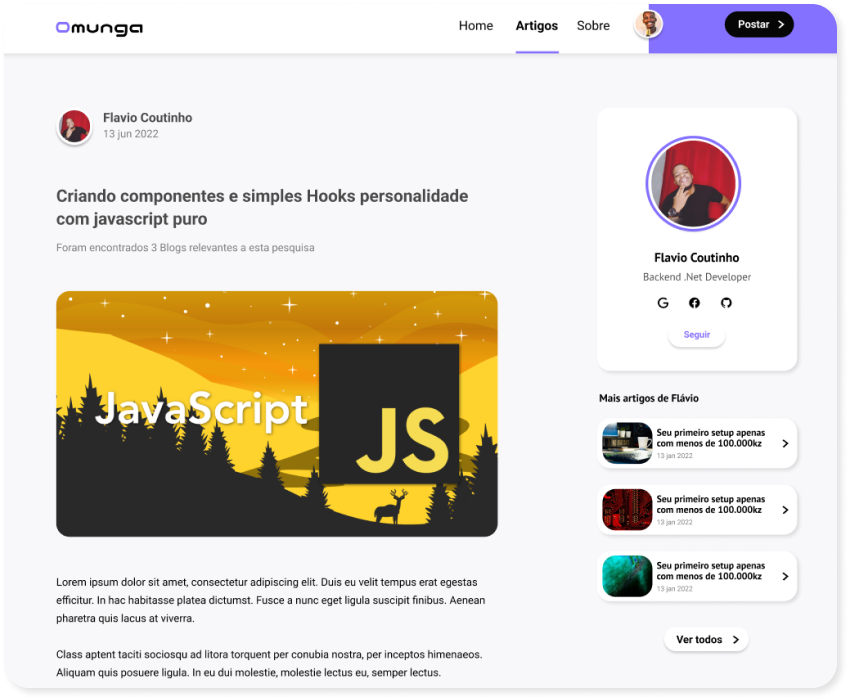 Omunga
Home
Artigos
Sobre
Postar
Flavio Coutinho
13 jun 2022
Criando componentes e simples Hooks personalidade
com javascript puro
Foram encontrados 3 Blogs relevantes a esta pesquisa
JavaScript
JS
Lorem ipsum dolor sit amet, consectetur adipiscing elit. Duis eu velit tempus erat egestas
efficitur. In hac habitasse platea dictumst. Fusce a nunc eget ligula suscipit finibus. Aenean
pharetra quis lacus at viverra.
Class aptent taciti sociosqu ad litora torquent per conubia nostra, per inceptos himenaeos.
Aliquam quis posuere ligula. In eu dui molestie, molestie lectus eu, semper lectus.
Flavio Coutinho
Backend .Net Developer
Seguir
Mais artigos de Flávio
Seu primeiro setup apenas
com menos de 100.000kz
13 jan 2022
Seu primeiro setup apenas
com menos de 100.000kz
13 jan 2022
Seu primeiro setup apenas
com menos de 100.000kz
13 jan 2022
Ver todos